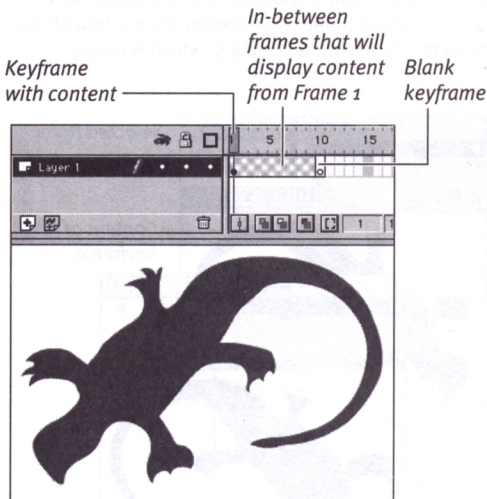 In-between
frames that will
display content
from Frame 1
Keyframe
with content
Blank
keyframe
1 5 10 15
Layer 1
1